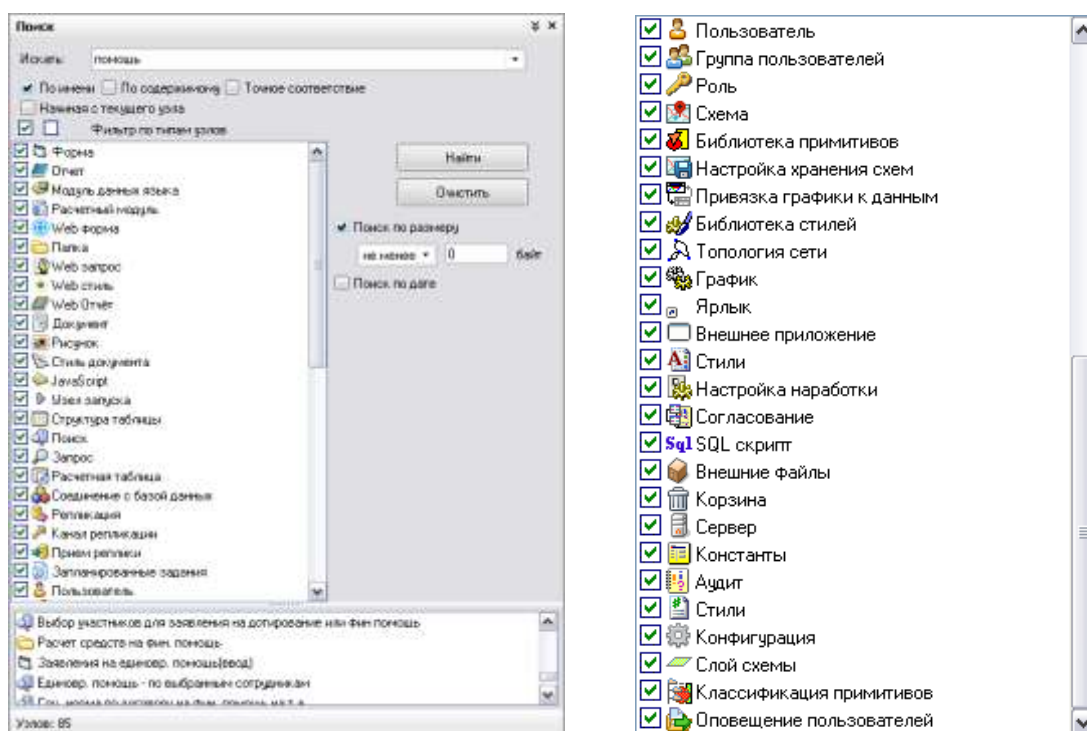 Поиск
Искать: помощь
По имени По содержимому Точное соответствие
Начиная с текущего узла
Фильтр по типам узлов
Форма
Отчет
Модуль данных языка
Расчетный модуль
Web форма
Папка
Web запрос
Web стиль
Web Отчёт
Документ
Рисунок
Стиль документа
JavaScript
Узел запуска
Структура таблицы
Поиск
Запрос
Расчетная таблица
Соединение с базой данных
Репликация
Канал репликации
Прием реплики
Запланированные задания
Пользователь
Найти
Очистить
Поиск по размеру
не менее 0 байт
Поиск по дате
Выбор участников для заявления на дотирование или фин помощь
Расчет средств на фин. помощь
Заявления на единовр. помощь(ввод)
Единовр. помощь - по выбранным сотрудникам
Узлов: 85
Пользователь
Группа пользователей
Роль
Схема
Библиотека примитивов
Настройка хранения схем
Привязка графики к данным
Библиотека стилей
Топология сети
График
Ярлык
Внешнее приложение
Стили
Настройка наработки
Согласование
Sql SQL скрипт
Внешние файлы
Корзина
Сервер
Константы
Аудит
Стили
Конфигурация
Слой схемы
Классификация примитивов
Оповещение пользователей